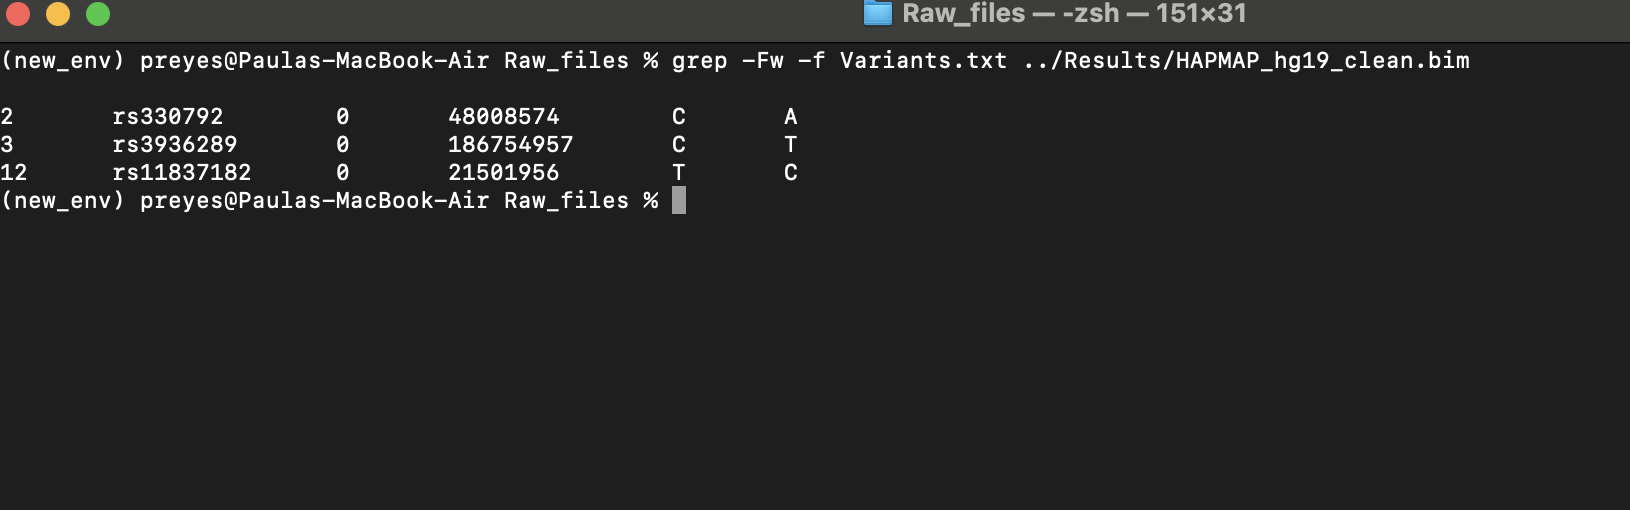 Raw_files — -zsh — 151×31
(new_env) preyes@Paulas-MacBook-Air Raw_files % grep -Fw -f Variants.txt ../Results/HAPMAP_hg19_clean.bim
2 rs330792 0 48008574 C A
3 rs3936289 0 186754957 C T
12 rs11837182 0 21501956 T C
(new_env) preyes@Paulas-MacBook-Air Raw_files %